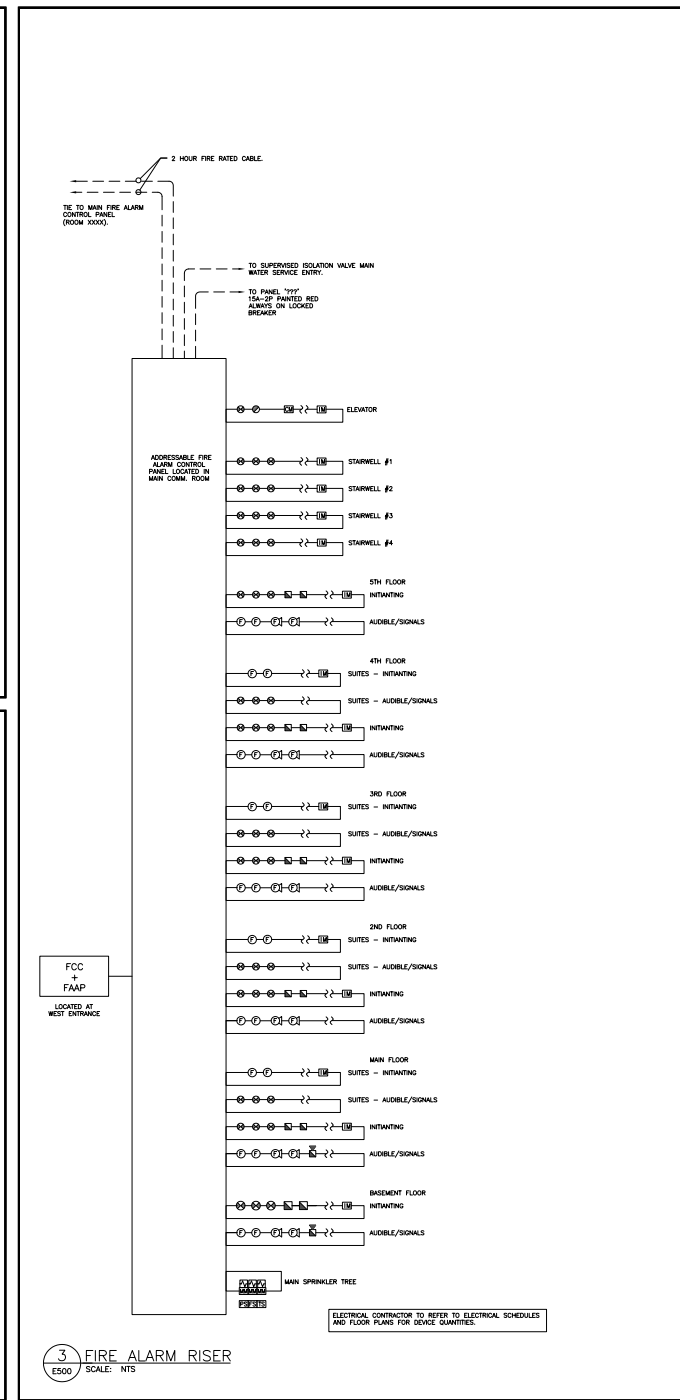 2 HOUR FIRE RATED CABLE.
TIE TO MAIN FIRE ALARM
CONTROL PANEL
(ROOM XXXX).
TO SUPERVISED ISOLATION VALVE MAIN
WATER SERVICE ENTRY.
TO PANEL "???"
15A-2P PAINTED RED
ALWAYS ON LOCKED
BREAKER
CM IM ELEVATOR
ADDRESSABLE FIRE
ALARM CONTROL
PANEL LOCATED IN
MAIN COMM. ROOM
IM STAIRWELL #1
IM STAIRWELL #2
IM STAIRWELL #3
IM STAIRWELL #4
5TH FLOOR
IM INITIANTING
F F F F AUDIBLE/SIGNALS
4TH FLOOR
F F IM SUITES - INITIANTING
SUITES - AUDIBLE/SIGNALS
IM INITIANTING
F F F F AUDIBLE/SIGNALS
3RD FLOOR
F F IM SUITES - INITIANTING
SUITES - AUDIBLE/SIGNALS
IM INITIANTING
F F F F AUDIBLE/SIGNALS
2ND FLOOR
F F IM SUITES - INITIANTING
SUITES - AUDIBLE/SIGNALS
IM INITIANTING
F F F F AUDIBLE/SIGNALS
FCC
+
FAAP
LOCATED AT
WEST ENTRANCE
MAIN FLOOR
F F IM SUITES - INITIANTING
SUITES - AUDIBLE/SIGNALS
IM INITIANTING
F F F F AUDIBLE/SIGNALS
BASEMENT FLOOR
IM INITIANTING
F F F F AUDIBLE/SIGNALS
MAIN SPRINKLER TREE
PS FS TS
ELECTRICAL CONTRACTOR TO REFER TO ELECTRICAL SCHEDULES
AND FLOOR PLANS FOR DEVICE QUANTITIES.
3 FIRE ALARM RISER
E500 SCALE: NTS